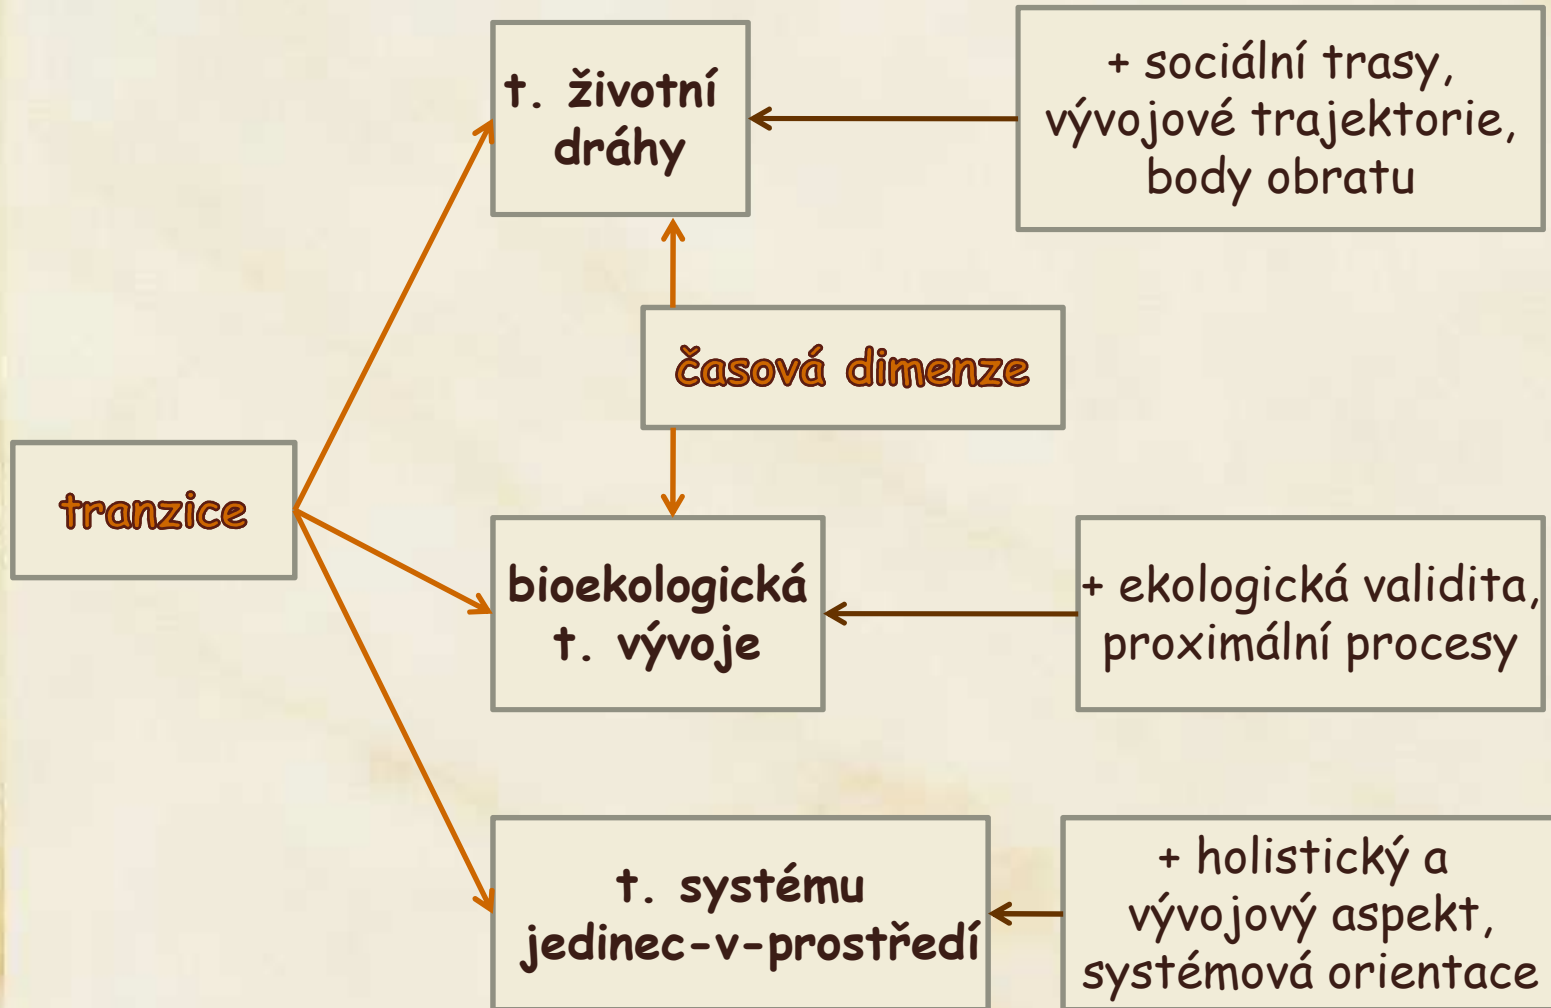 t. životní
dráhy
+ sociální trasy,
vývojové trajektorie,
body obratu
časová dimenze
tranzice
bioekologická
t. vývoje
+ ekologická validita,
proximální procesy
t. systému
jedinec-v-prostředí
+ holistický a
vývojový aspekt,
systémová orientace